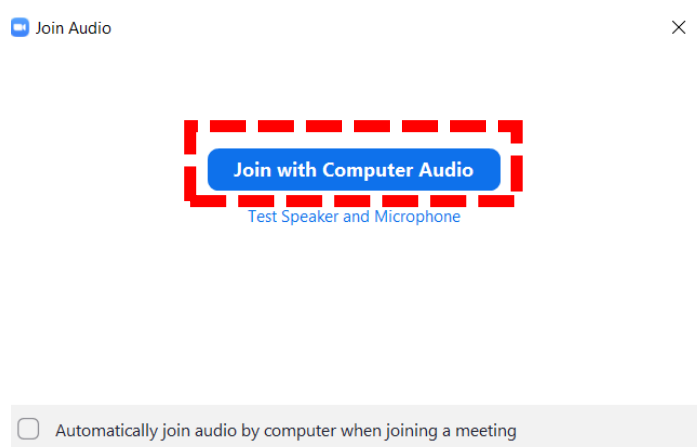 Join Audio
Join with Computer Audio
Test Speaker and Microphone
Automatically join audio by computer when joining a meeting